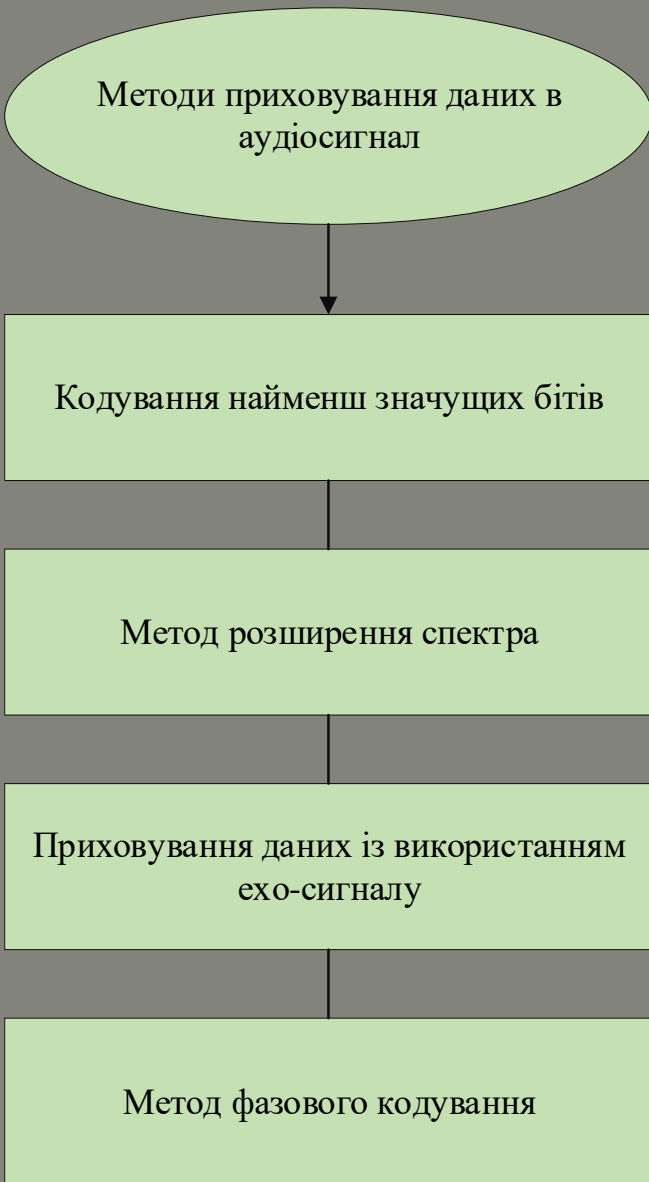 Методи приховування даних в
аудіосигнал
Кодування найменш значущих бітів
Метод розширення спектра
Приховування даних із використанням
ехо-сигналу
Метод фазового кодування